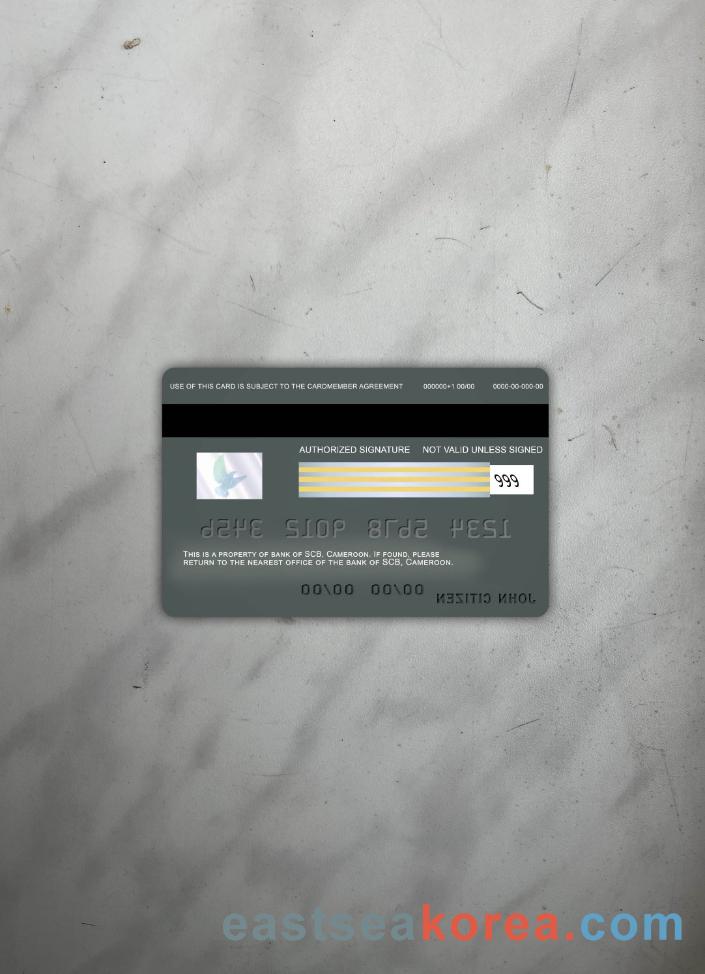 USE OF THIS CARD IS SUBJECT TO THE CARDMEMBER AGREEMENT 000000+1 00/00 0000-00-000-00
AUTHORIZED SIGNATURE NOT VALID UNLESS SIGNED
999
1234 5678 9012 3456
THIS IS A PROPERTY OF BANK OF SCB, CAMEROON. IF FOUND, PLEASE
RETURN TO THE NEAREST OFFICE OF THE BANK OF SCB, CAMEROON.
00/00 00/00
JOHN CITIZEN
eastseakorea.com